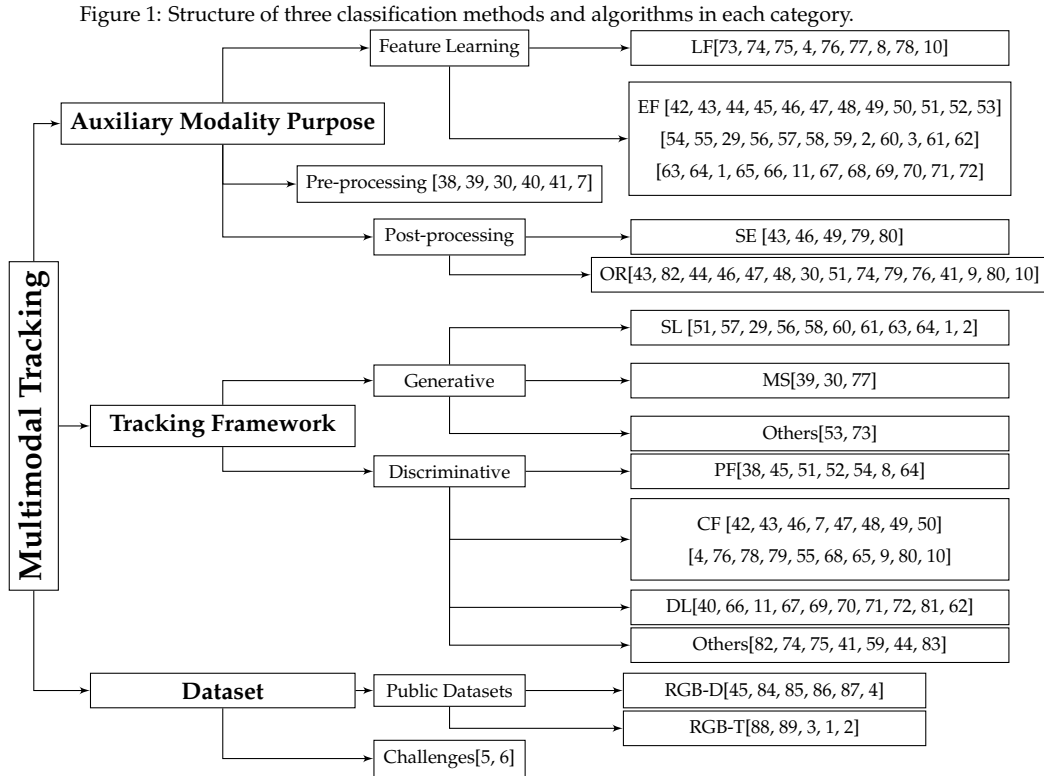 Figure 1: Structure of three classification methods and algorithms in each category.
Multimodal Tracking
Auxiliary Modality Purpose
Feature Learning
LF[73, 74, 75, 4, 76, 77, 8, 78, 10]
EF [42, 43, 44, 45, 46, 47, 48, 49, 50, 51, 52, 53]
[54, 55, 29, 56, 57, 58, 59, 2, 60, 3, 61, 62]
[63, 64, 1, 65, 66, 11, 67, 68, 69, 70, 71, 72]
Pre-processing [38, 39, 30, 40, 41, 7]
Post-processing
SE [43, 46, 49, 79, 80]
OR[43, 82, 44, 46, 47, 48, 30, 51, 74, 79, 76, 41, 9, 80, 10]
Tracking Framework
Generative
SL [51, 57, 29, 56, 58, 60, 61, 63, 64, 1, 2]
MS[39, 30, 77]
Others[53, 73]
Discriminative
PF[38, 45, 51, 52, 54, 8, 64]
CF [42, 43, 46, 7, 47, 48, 49, 50]
[4, 76, 78, 79, 55, 68, 65, 9, 80, 10]
DL[40, 66, 11, 67, 69, 70, 71, 72, 81, 62]
Others[82, 74, 75, 41, 59, 44, 83]
Dataset
Public Datasets
RGB-D[45, 84, 85, 86, 87, 4]
RGB-T[88, 89, 3, 1, 2]
Challenges[5, 6]